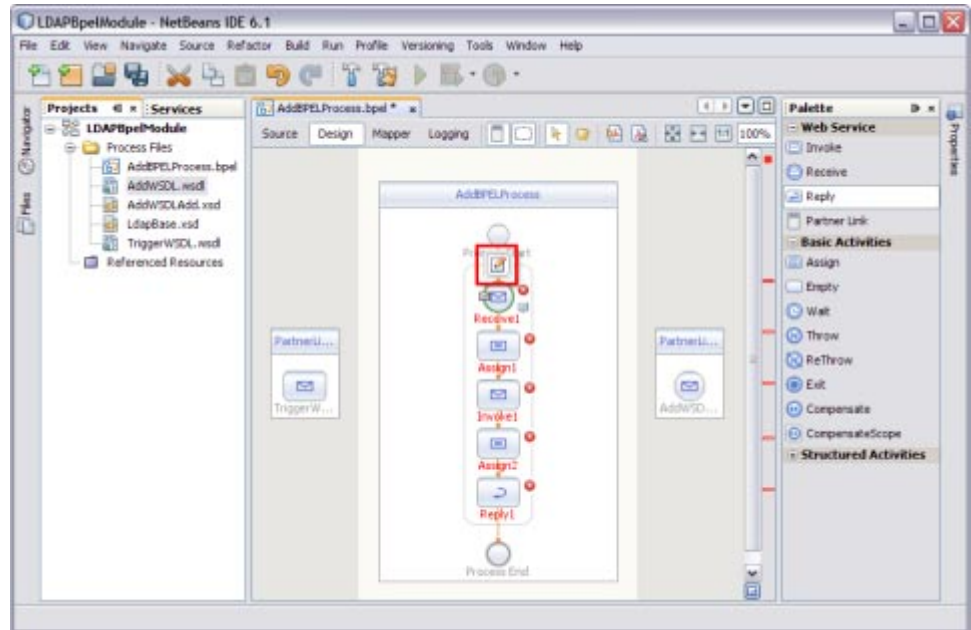 LDAPBpelModule - NetBeans IDE 6.1
File Edit View Navigate Source Refactor Build Run Profile Versioning Tools Window Help
Navigator
Files
Projects
Services
LDAPBpelModule
Process Files
AddBPELProcess.bpel
AddWSDL.wsdl
AddWSDLAdd.xsd
LdapBase.xsd
TriggerWSDL.wsdl
Referenced Resources
AddBPELProcess.bpel *
Source Design Mapper Logging 100%
AddBPELProcess
Receive1
Assign1
Invoke1
Assign2
Reply1
Process End
PartnerLi...
TriggerW...
PartnerLi...
AddWSD...
Palette
Web Service
Invoke
Receive
Reply
Partner Link
Basic Activities
Assign
Empty
Wait
Throw
ReThrow
Exit
Compensate
CompensateScope
Structured Activities
Properties